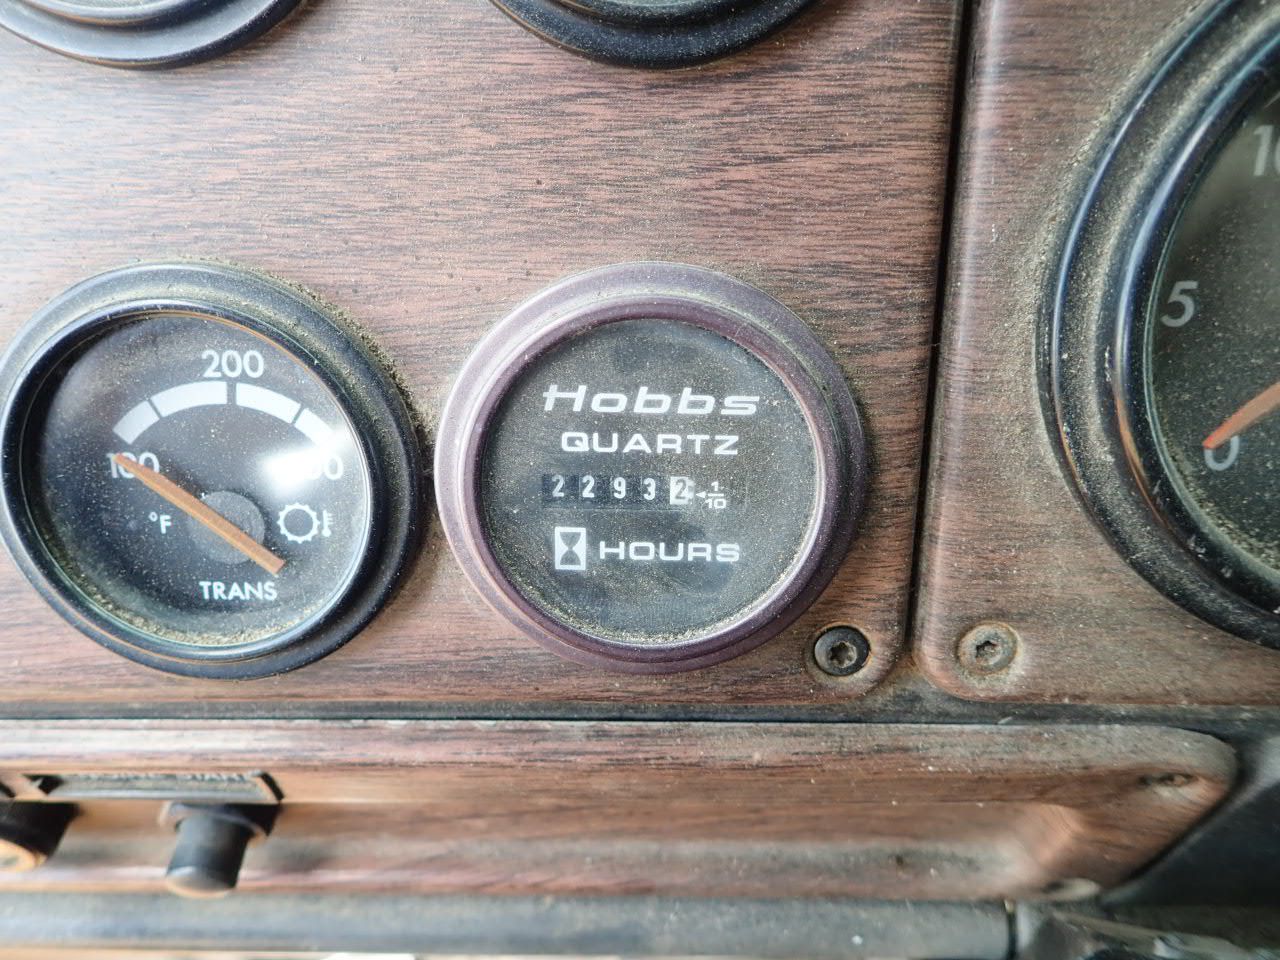 200
°F
TRANS
Hobbs
QUARTZ
2 2 9 3 2 1/10
HOURS
5
0